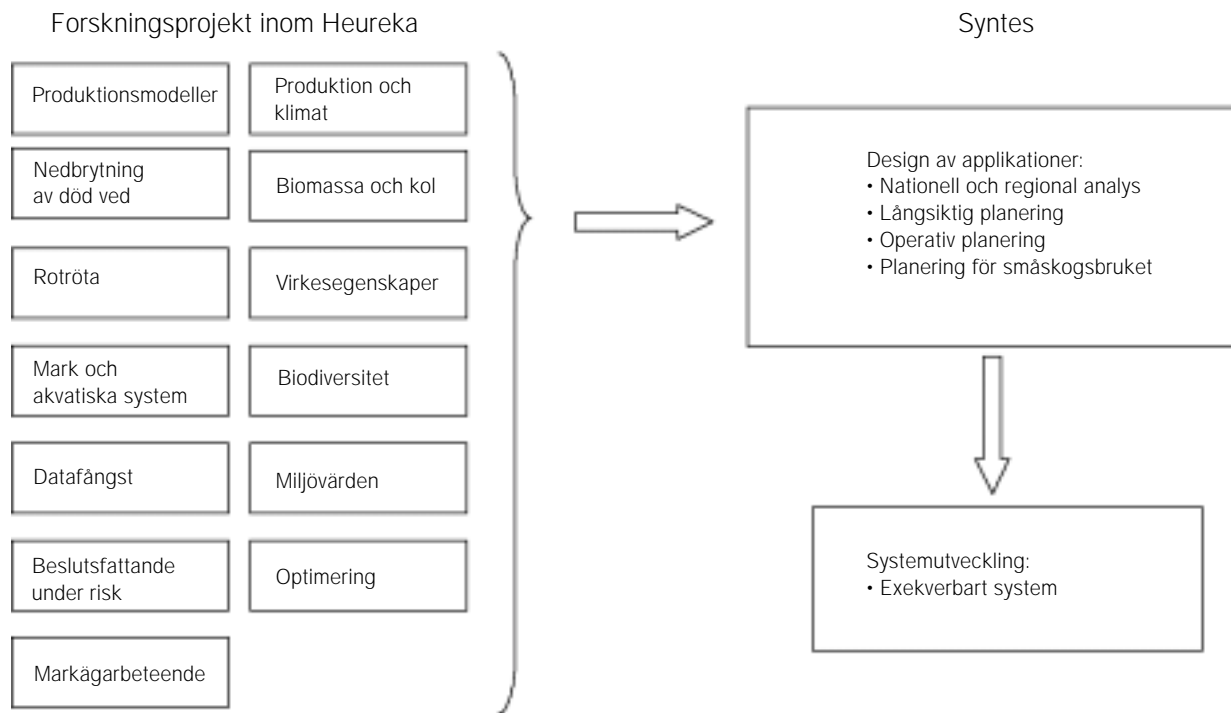 Forskningsprojekt inom Heureka
Produktionsmodeller
Produktion och
klimat
Nedbrytning
av död ved
Biomassa och kol
Rotröta
Virkesegenskaper
Mark och
akvatiska system
Biodiversitet
Datafångst
Miljövärden
Beslutsfattande
under risk
Optimering
Markägarbeteende
Syntes
Design av applikationer:
• Nationell och regional analys
• Långsiktig planering
• Operativ planering
• Planering för småskogsbruket
Systemutveckling:
• Exekverbart system